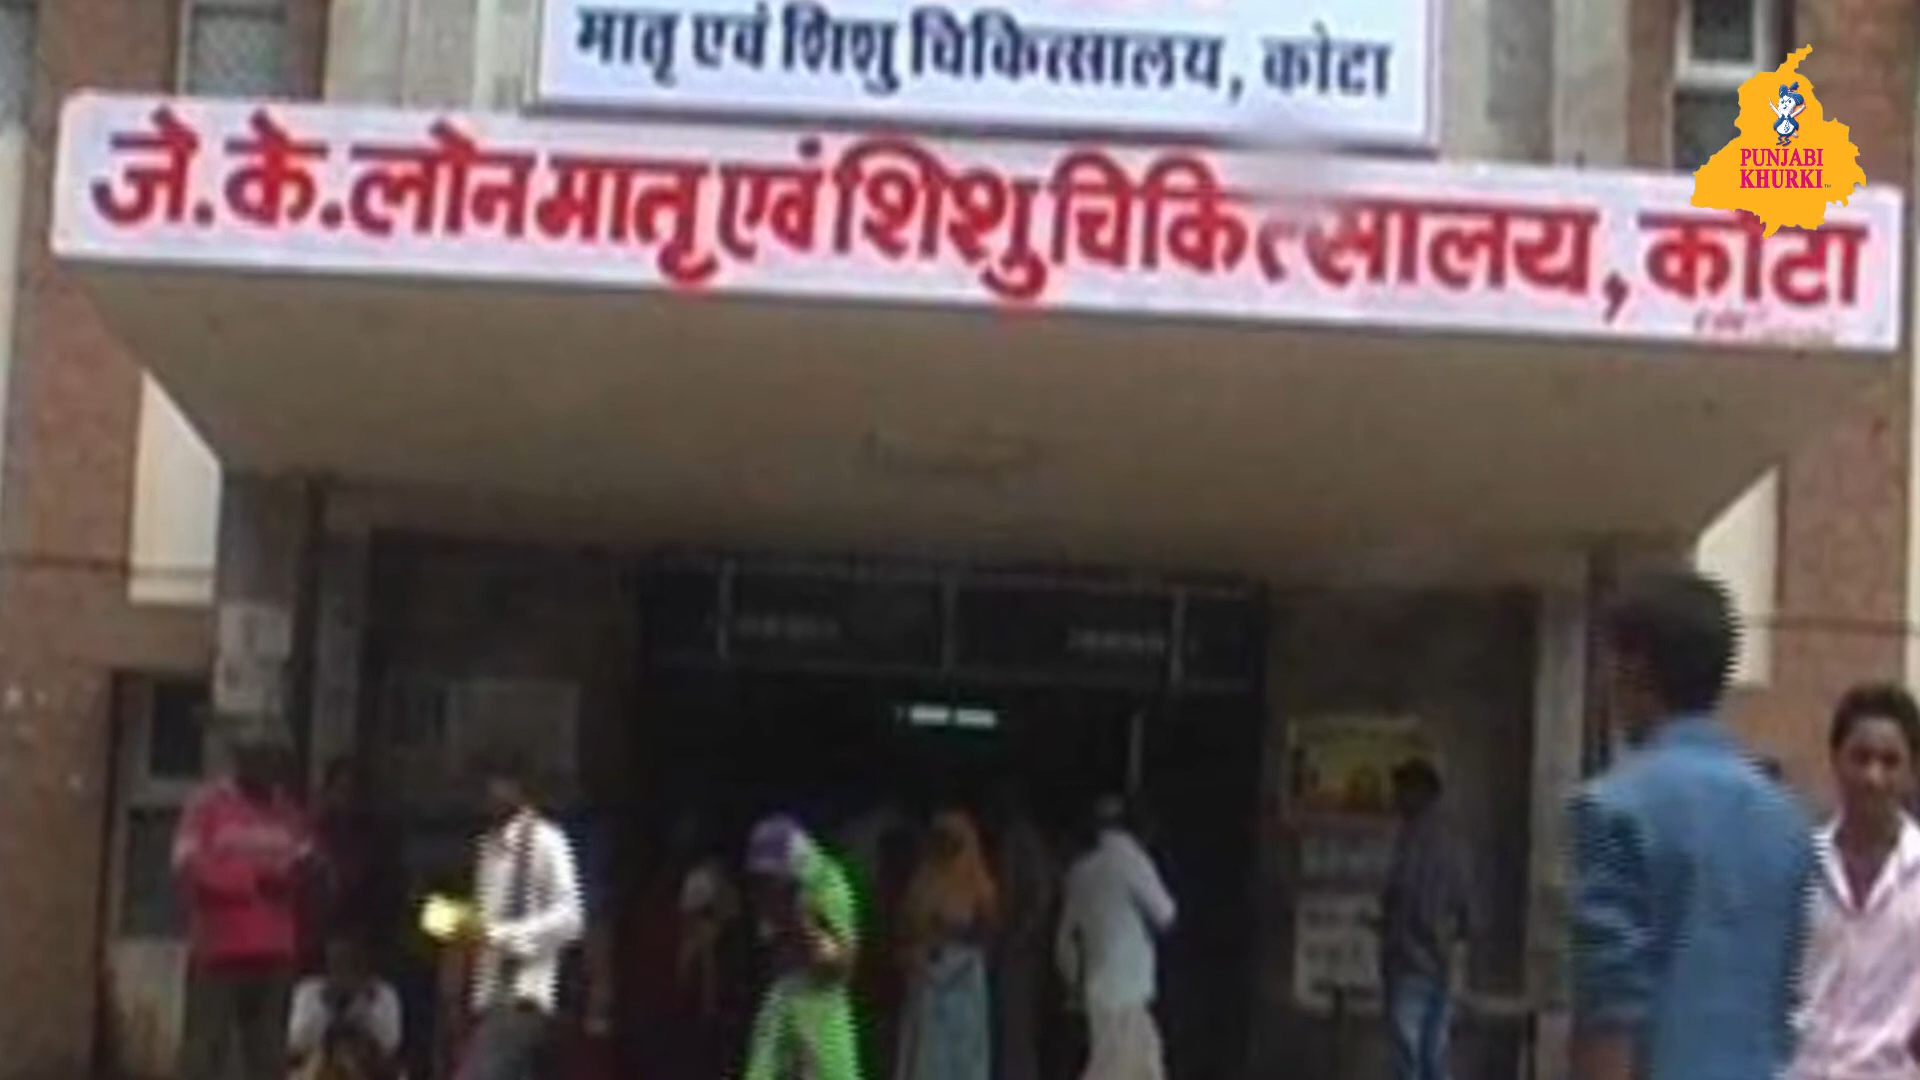 मातृ एवं शिशु चिकित्सालय, कोटा
जे.के.लोन मातृ एवं शिशु चिकित्सालय, कोटा
PUNJABI
KHURKI